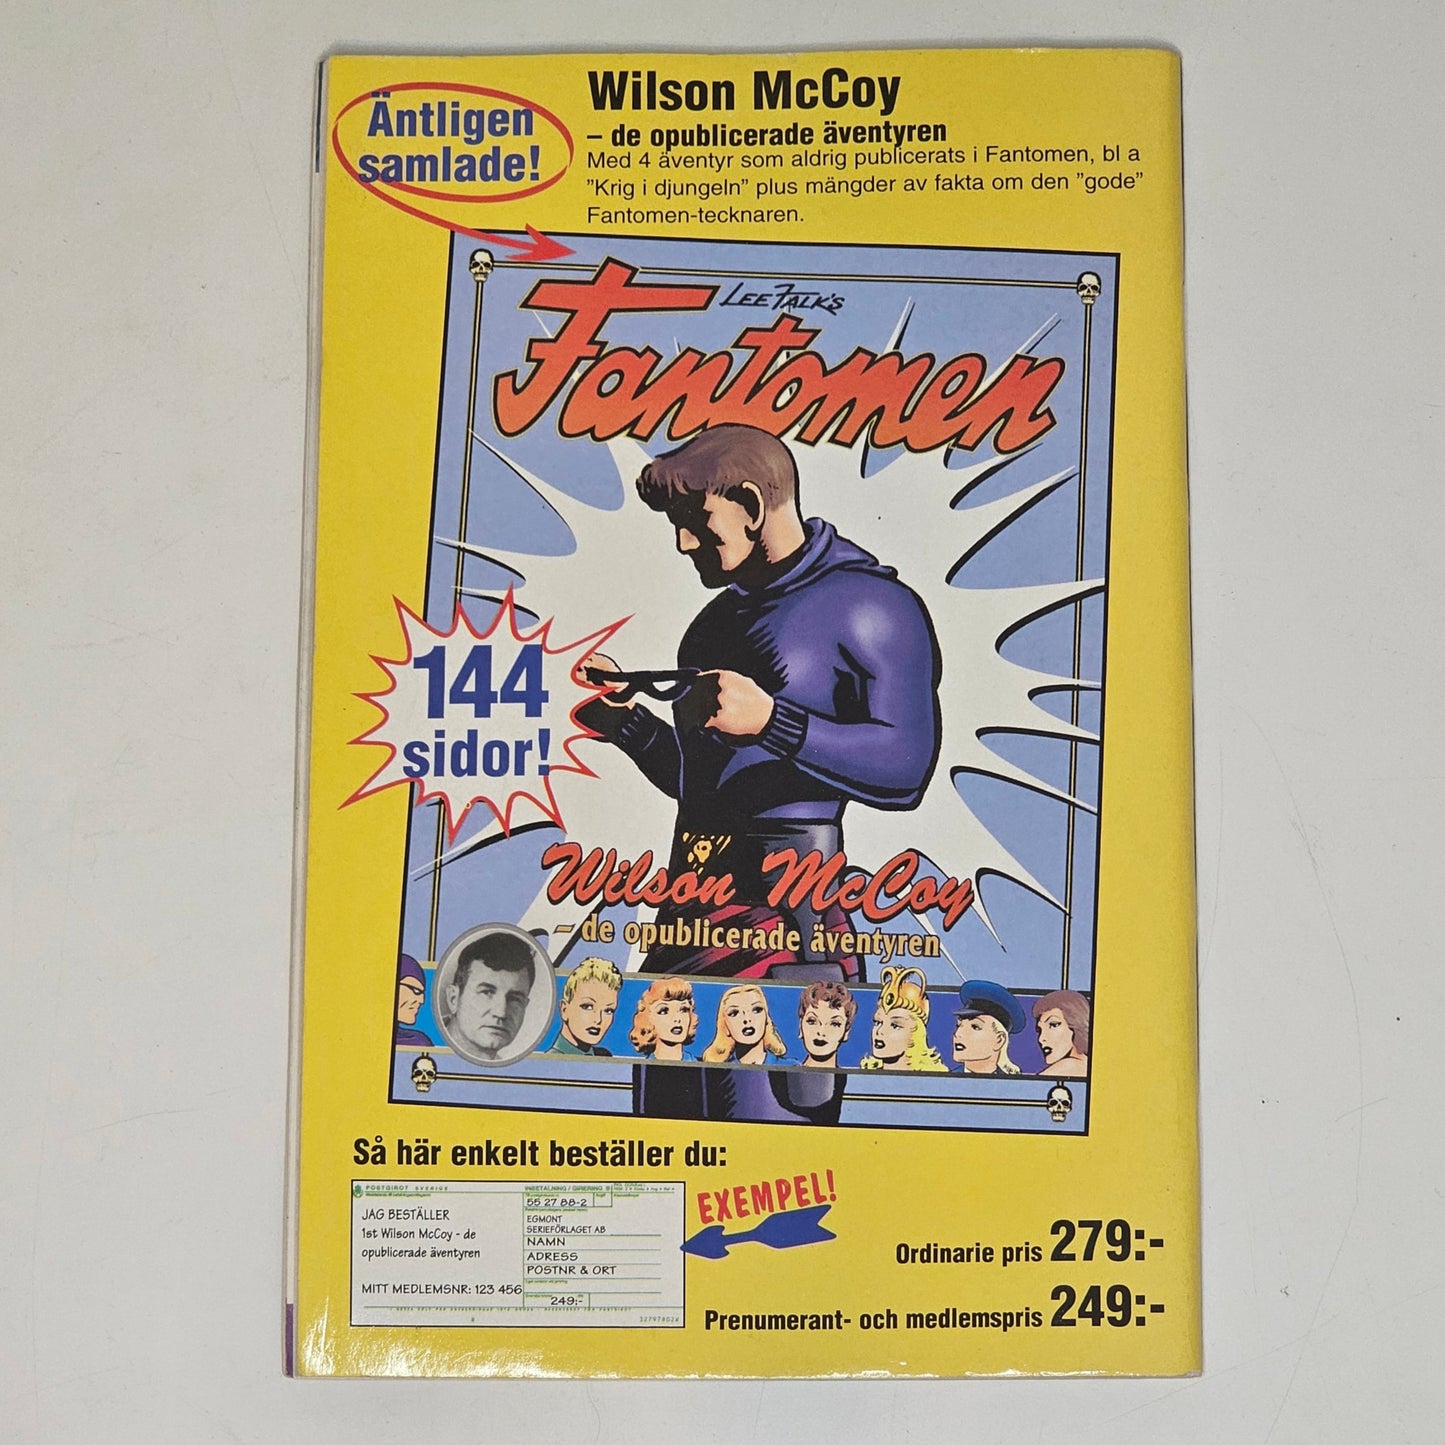 Äntligen
samlade!
Wilson McCoy
– de opublicerade äventyren
Med 4 äventyr som aldrig publicerats i Fantomen, bl a
"Krig i djungeln" plus mängder av fakta om den "gode"
Fantomen-tecknaren.
LEE FALK'S
Fantomen
144
sidor!
Wilson McCoy
– de opublicerade äventyren
Så här enkelt beställer du:
POSTGIROT SVERIGE
INBETALNING / GIRERING
55 27 88-2
JAG BESTÄLLER
1st Wilson McCoy - de
opublicerade äventyren
MITT MEDLEMSNR: 123 456
EGMONT
SERIEFÖRLAGET AB
NAMN
ADRESS
POSTNR & ORT
249:-
EXEMPEL!
Ordinarie pris 279:-
Prenumerant- och medlemspris 249:-